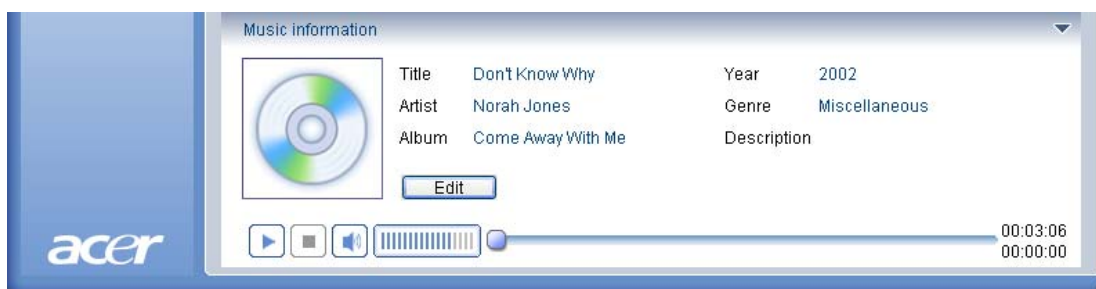 Music information
Title Don't Know Why Year 2002
Artist Norah Jones Genre Miscellaneous
Album Come Away With Me Description
Edit
acer
00:03:06
00:00:00